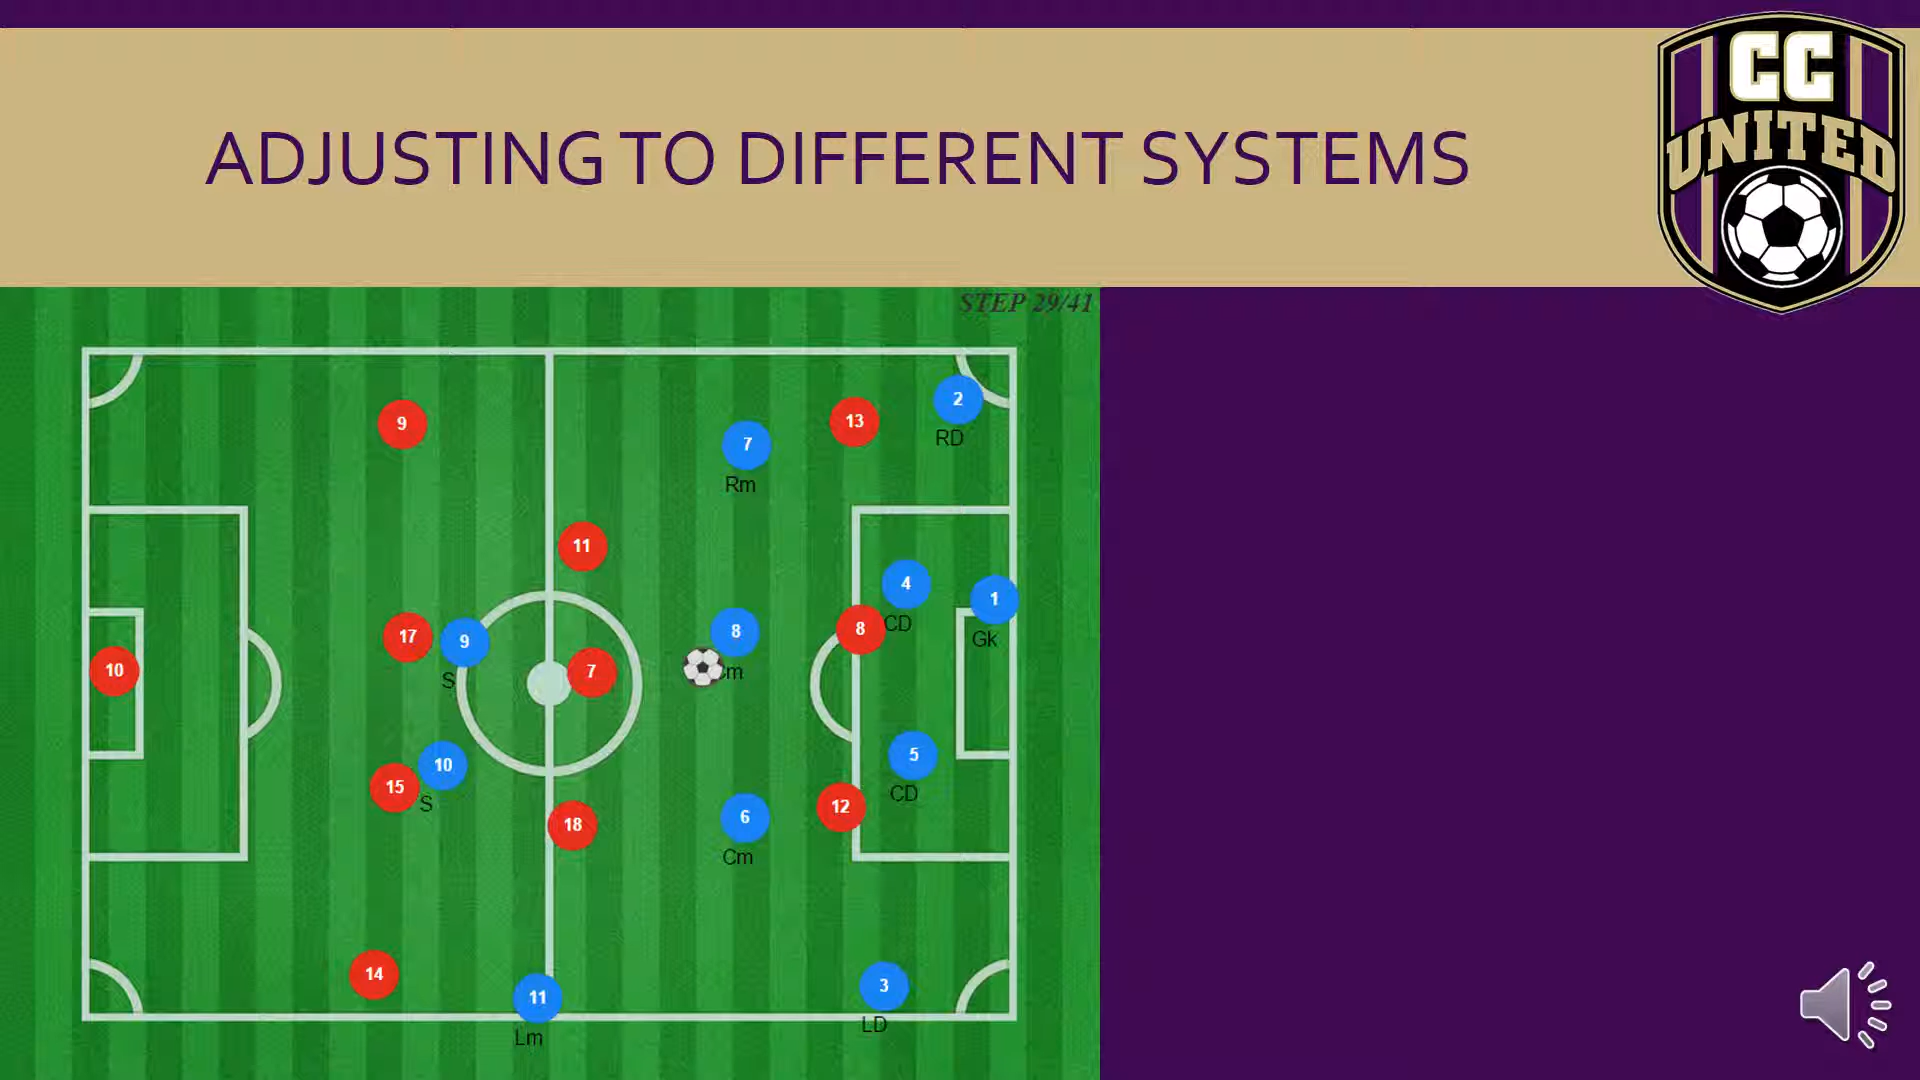 CC
UNITED
ADJUSTING TO DIFFERENT SYSTEMS
STEP 29/41
2
RD
9
13
7
Rm
11
4
CD
1
Gk
8
8
m
17
9
S
10
7
5
CD
10
S
15
12
6
Cm
18
14
11
Lm
3
LD